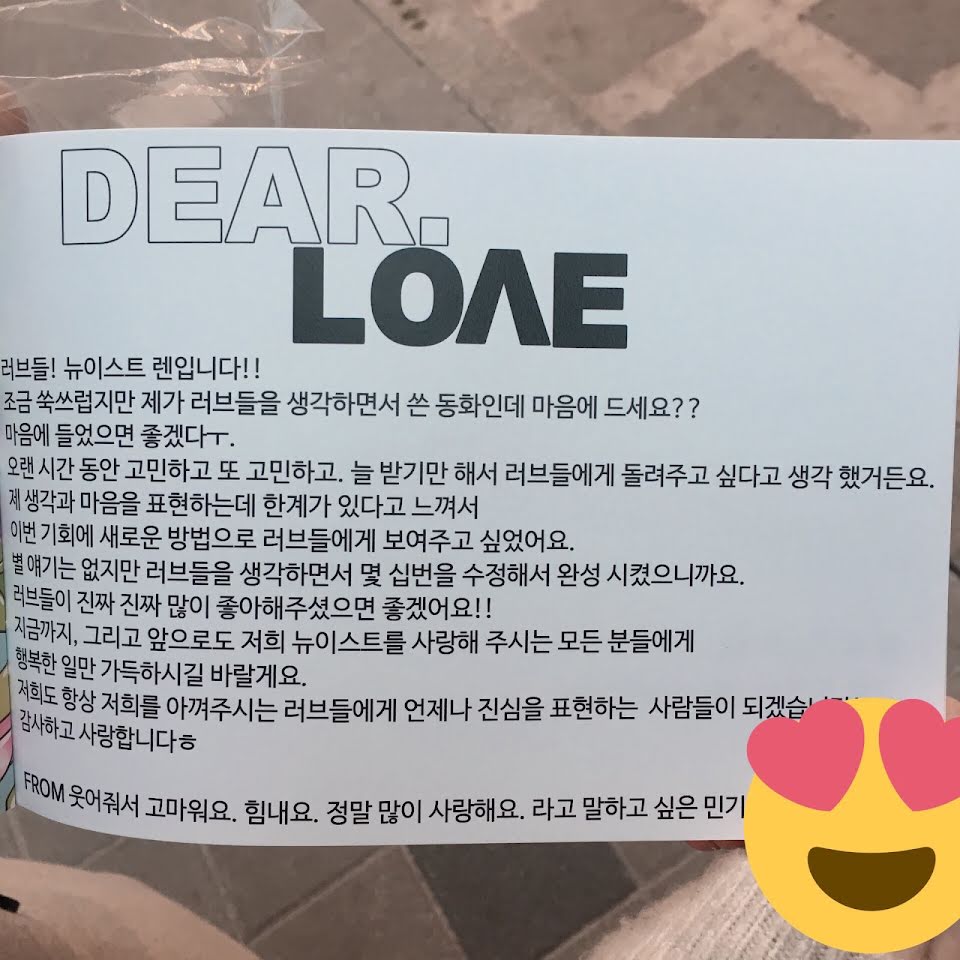 DEAR.
LOΛE
러브들! 뉴이스트 렌입니다!!
조금 쑥쓰럽지만 제가 러브들을 생각하면서 쓴 동화인데 마음에 드세요??
마음에 들었으면 좋겠다ㅜ.
오랜 시간 동안 고민하고 또 고민하고. 늘 받기만 해서 러브들에게 돌려주고 싶다고 생각 했거든요.
제 생각과 마음을 표현하는데 한계가 있다고 느껴서
이번 기회에 새로운 방법으로 러브들에게 보여주고 싶었어요.
별 얘기는 없지만 러브들을 생각하면서 몇 십번을 수정해서 완성 시켰으니까요.
러브들이 진짜 진짜 많이 좋아해주셨으면 좋겠어요!!
지금까지, 그리고 앞으로도 저희 뉴이스트를 사랑해 주시는 모든 분들에게
행복한 일만 가득하시길 바랄게요.
저희도 항상 저희를 아껴주시는 러브들에게 언제나 진심을 표현하는 사람들이
감사하고 사랑합니다ㅎ
FROM 웃어줘서 고마워요. 힘내요. 정말 많이 사랑해요. 라고 말하고 싶은 민기